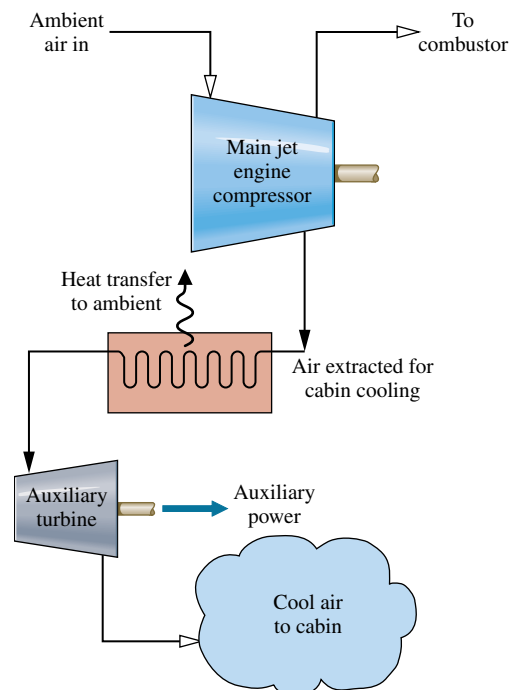 Ambient
air in
To
combustor
Main jet
engine
compressor
Heat transfer
to ambient
Air extracted for
cabin cooling
Auxiliary
turbine
Auxiliary
power
Cool air
to cabin